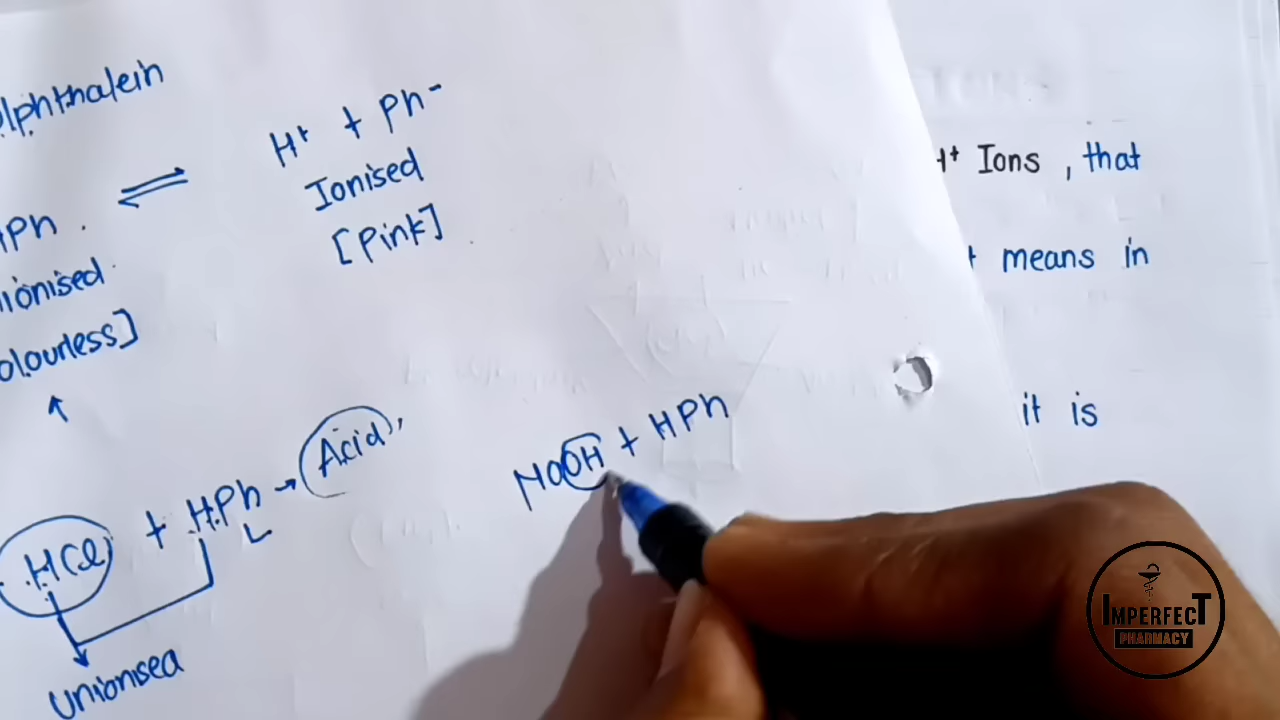 lphthalein
HPh ⇌ H⁺ + Ph⁻
ionised Ionised
olourless] [Pink]
H⁺ Ions , that
means in
it is
HCl + HPh → Acid,
Unionised
NaOH + HPh
IMPERFECT
PHARMACY